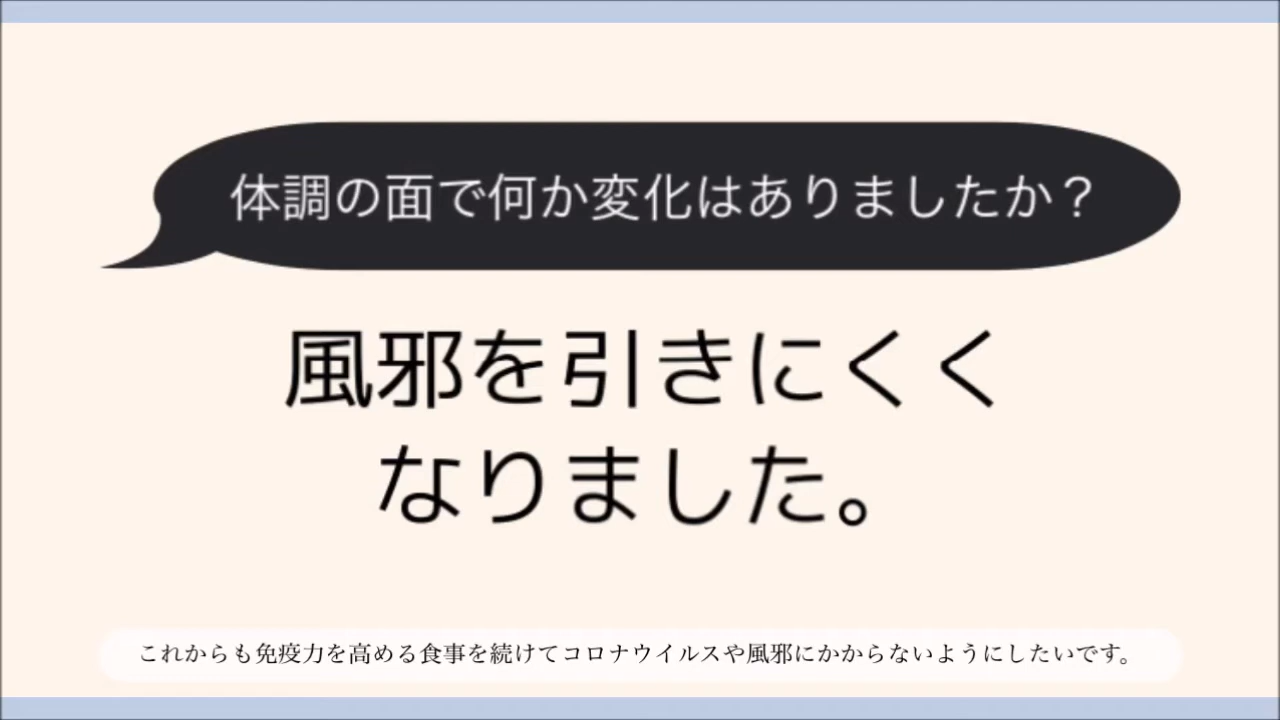 体調の面で何か変化はありましたか？
風邪を引きにくく
なりました。
これからも免疫力を高める食事を続けてコロナウイルスや風邪にかからないようにしたいです。